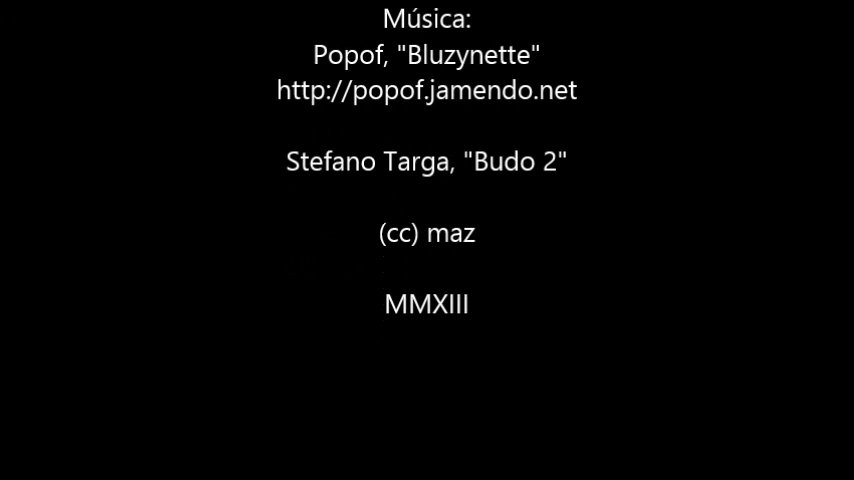 Música:
Popof, "Bluzynette"
http://popof.jamendo.net
Stefano Targa, "Budo 2"
(cc) maz
MMXIII